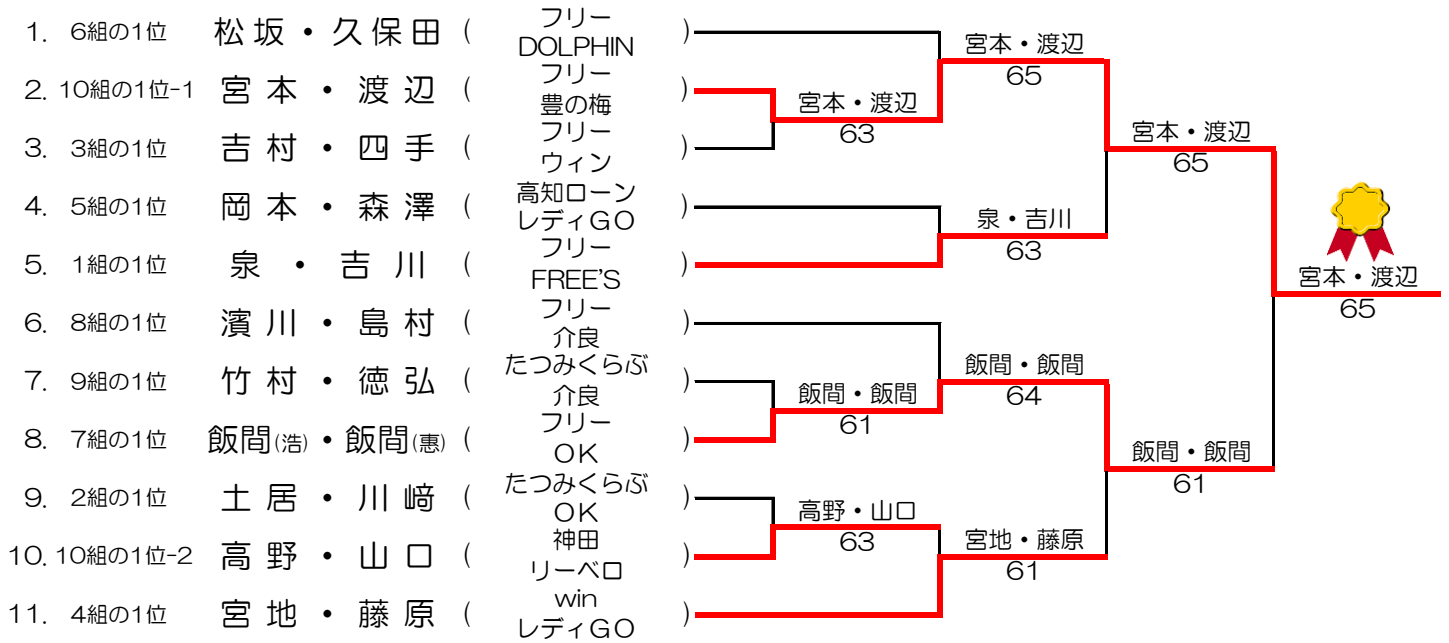 1. 6組の1位 松坂・久保田 ( フリー DOLPHIN )
2. 10組の1位-1 宮本・渡辺 ( フリー 豊の梅 )
3. 3組の1位 吉村・四手 ( フリー ウィン )
4. 5組の1位 岡本・森澤 ( 高知ローン レディGO )
5. 1組の1位 泉・吉川 ( フリー FREE'S )
6. 8組の1位 濱川・島村 ( フリー 介良 )
7. 9組の1位 竹村・徳弘 ( たつみくらぶ 介良 )
8. 7組の1位 飯間(浩)・飯間(惠) ( フリー OK )
9. 2組の1位 土居・川﨑 ( たつみくらぶ OK )
10. 10組の1位-2 高野・山口 ( 神田 リーベロ )
11. 4組の1位 宮地・藤原 ( win レディGO )
宮本・渡辺
63
飯間・飯間
61
高野・山口
63
宮本・渡辺
65
泉・吉川
63
飯間・飯間
64
宮地・藤原
61
宮本・渡辺
65
飯間・飯間
61
宮本・渡辺
65